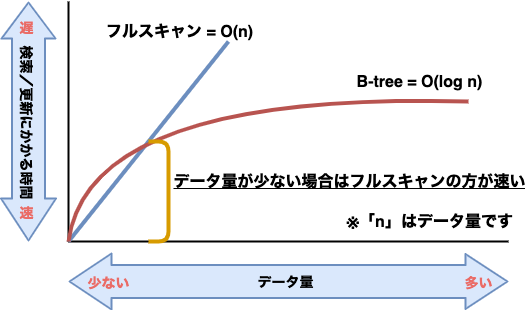 遅
検索／更新にかかる時間
速
フルスキャン = O(n)
B-tree = O(log n)
データ量が少ない場合はフルスキャンの方が速い
※「n」はデータ量です
少ない
データ量
多い